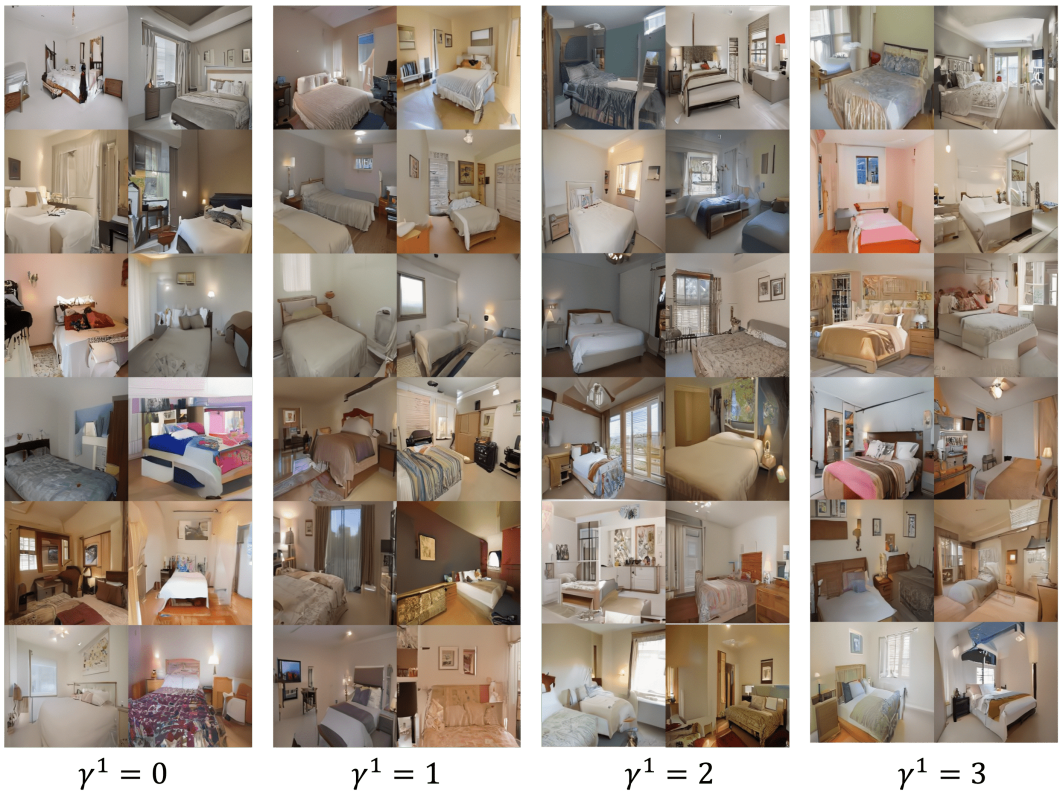 γ¹ = 0
γ¹ = 1
γ¹ = 2
γ¹ = 3